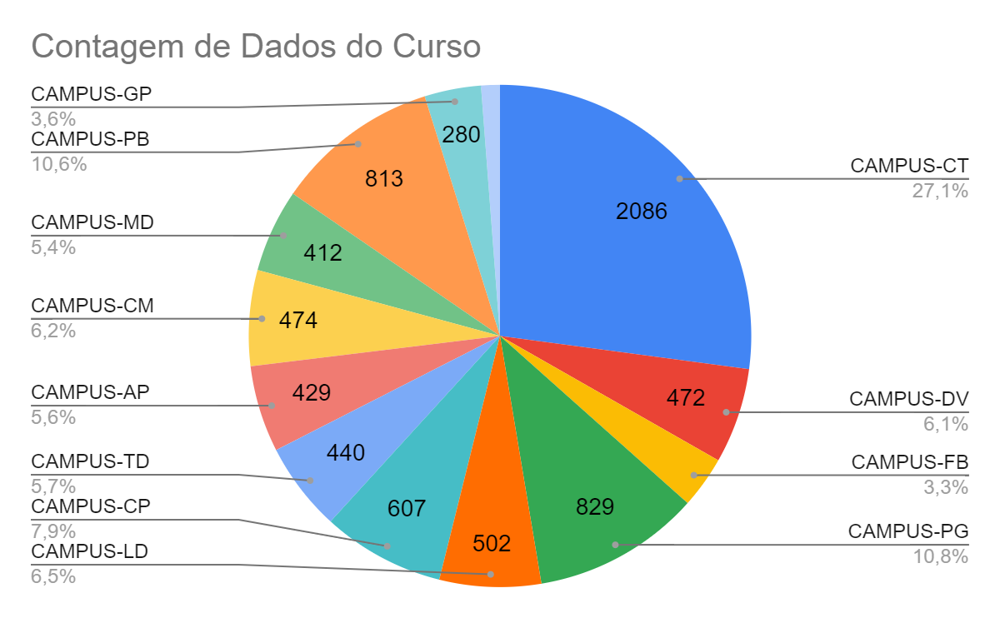 Contagem de Dados do Curso
CAMPUS-GP
3,6%
CAMPUS-PB
10,6%
CAMPUS-MD
5,4%
CAMPUS-CM
6,2%
CAMPUS-AP
5,6%
CAMPUS-TD
5,7%
CAMPUS-CP
7,9%
CAMPUS-LD
6,5%
280
813
412
474
429
440
607
502
829
472
2086
CAMPUS-CT
27,1%
CAMPUS-DV
6,1%
CAMPUS-FB
3,3%
CAMPUS-PG
10,8%